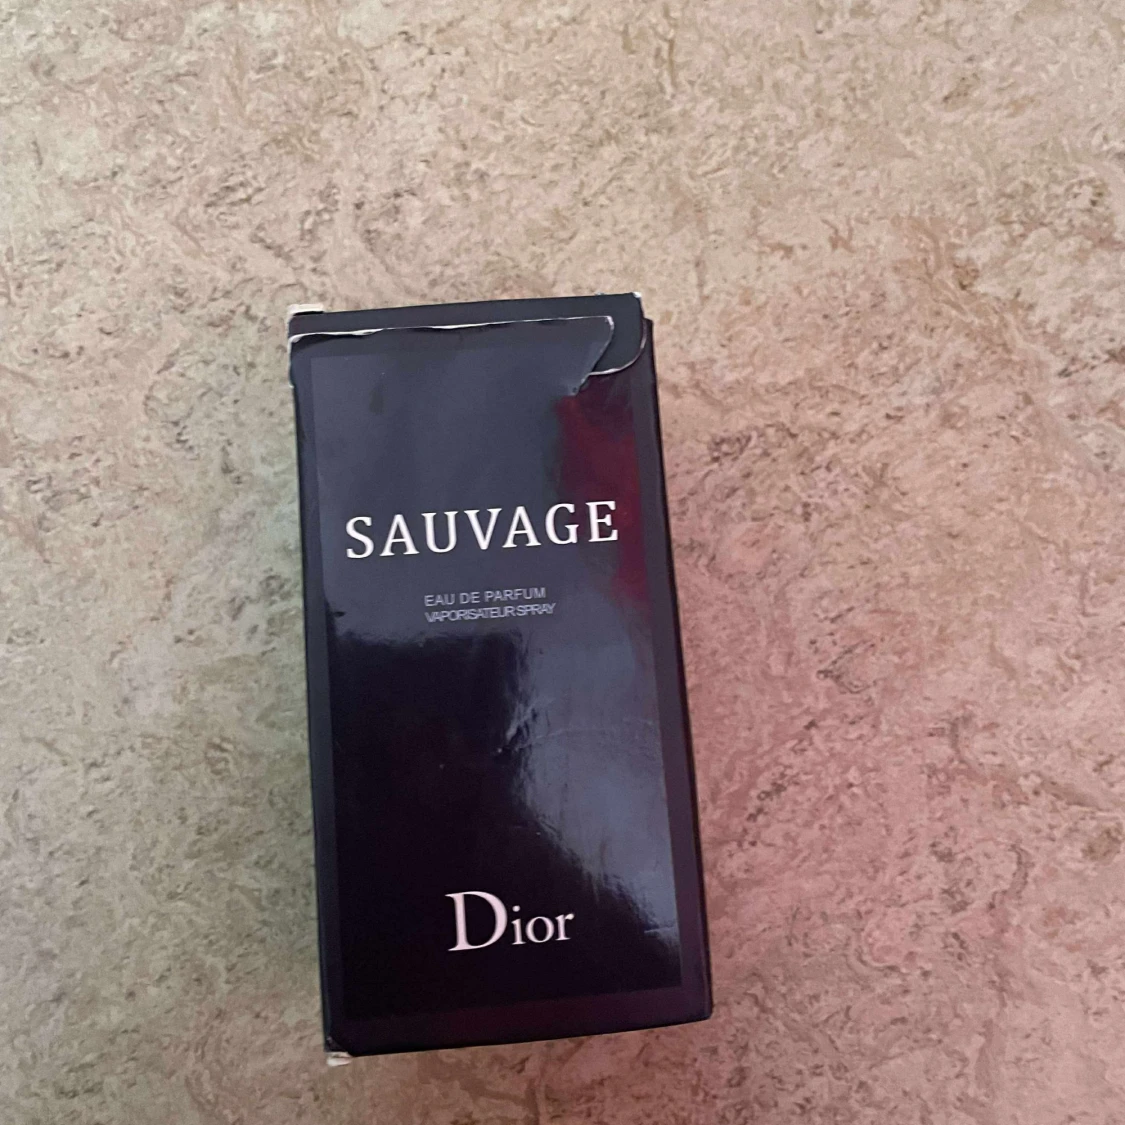 SAUVAGE
EAU DE PARFUM
VAPORISATEUR SPRAY
Dior